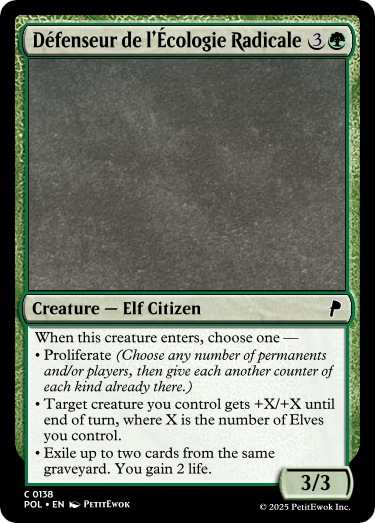 Défenseur de l'Écologie Radicale 3
Creature — Elf Citizen
When this creature enters, choose one —
• Proliferate (Choose any number of permanents
and/or players, then give each another counter of
each kind already there.)
• Target creature you control gets +X/+X until
end of turn, where X is the number of Elves
you control.
• Exile up to two cards from the same
graveyard. You gain 2 life.
3/3
C 0138
POL • EN PetitEwok
© 2025 PetitEwok Inc.